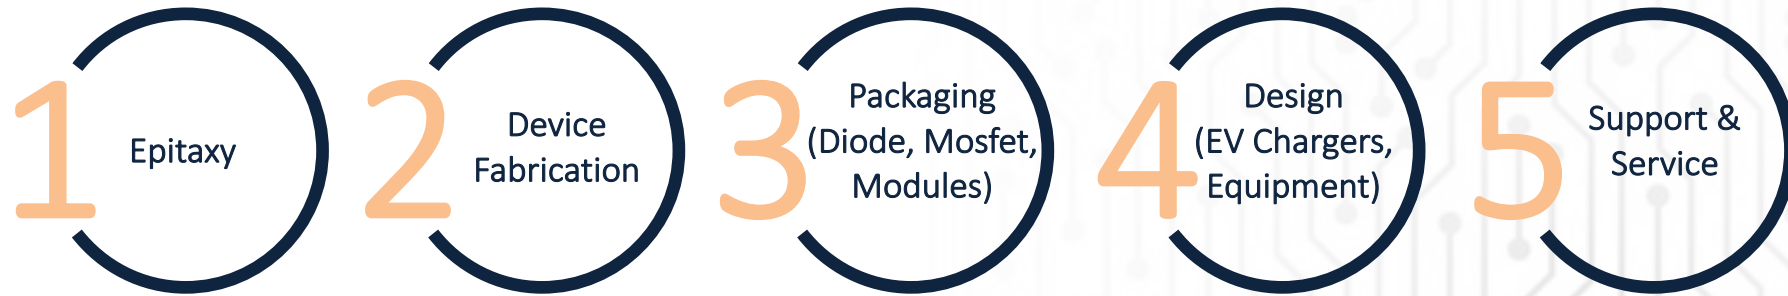 1
Epitaxy
2
Device
Fabrication
3
Packaging
(Diode, Mosfet,
Modules)
4
Design
(EV Chargers,
Equipment)
5
Support &
Service